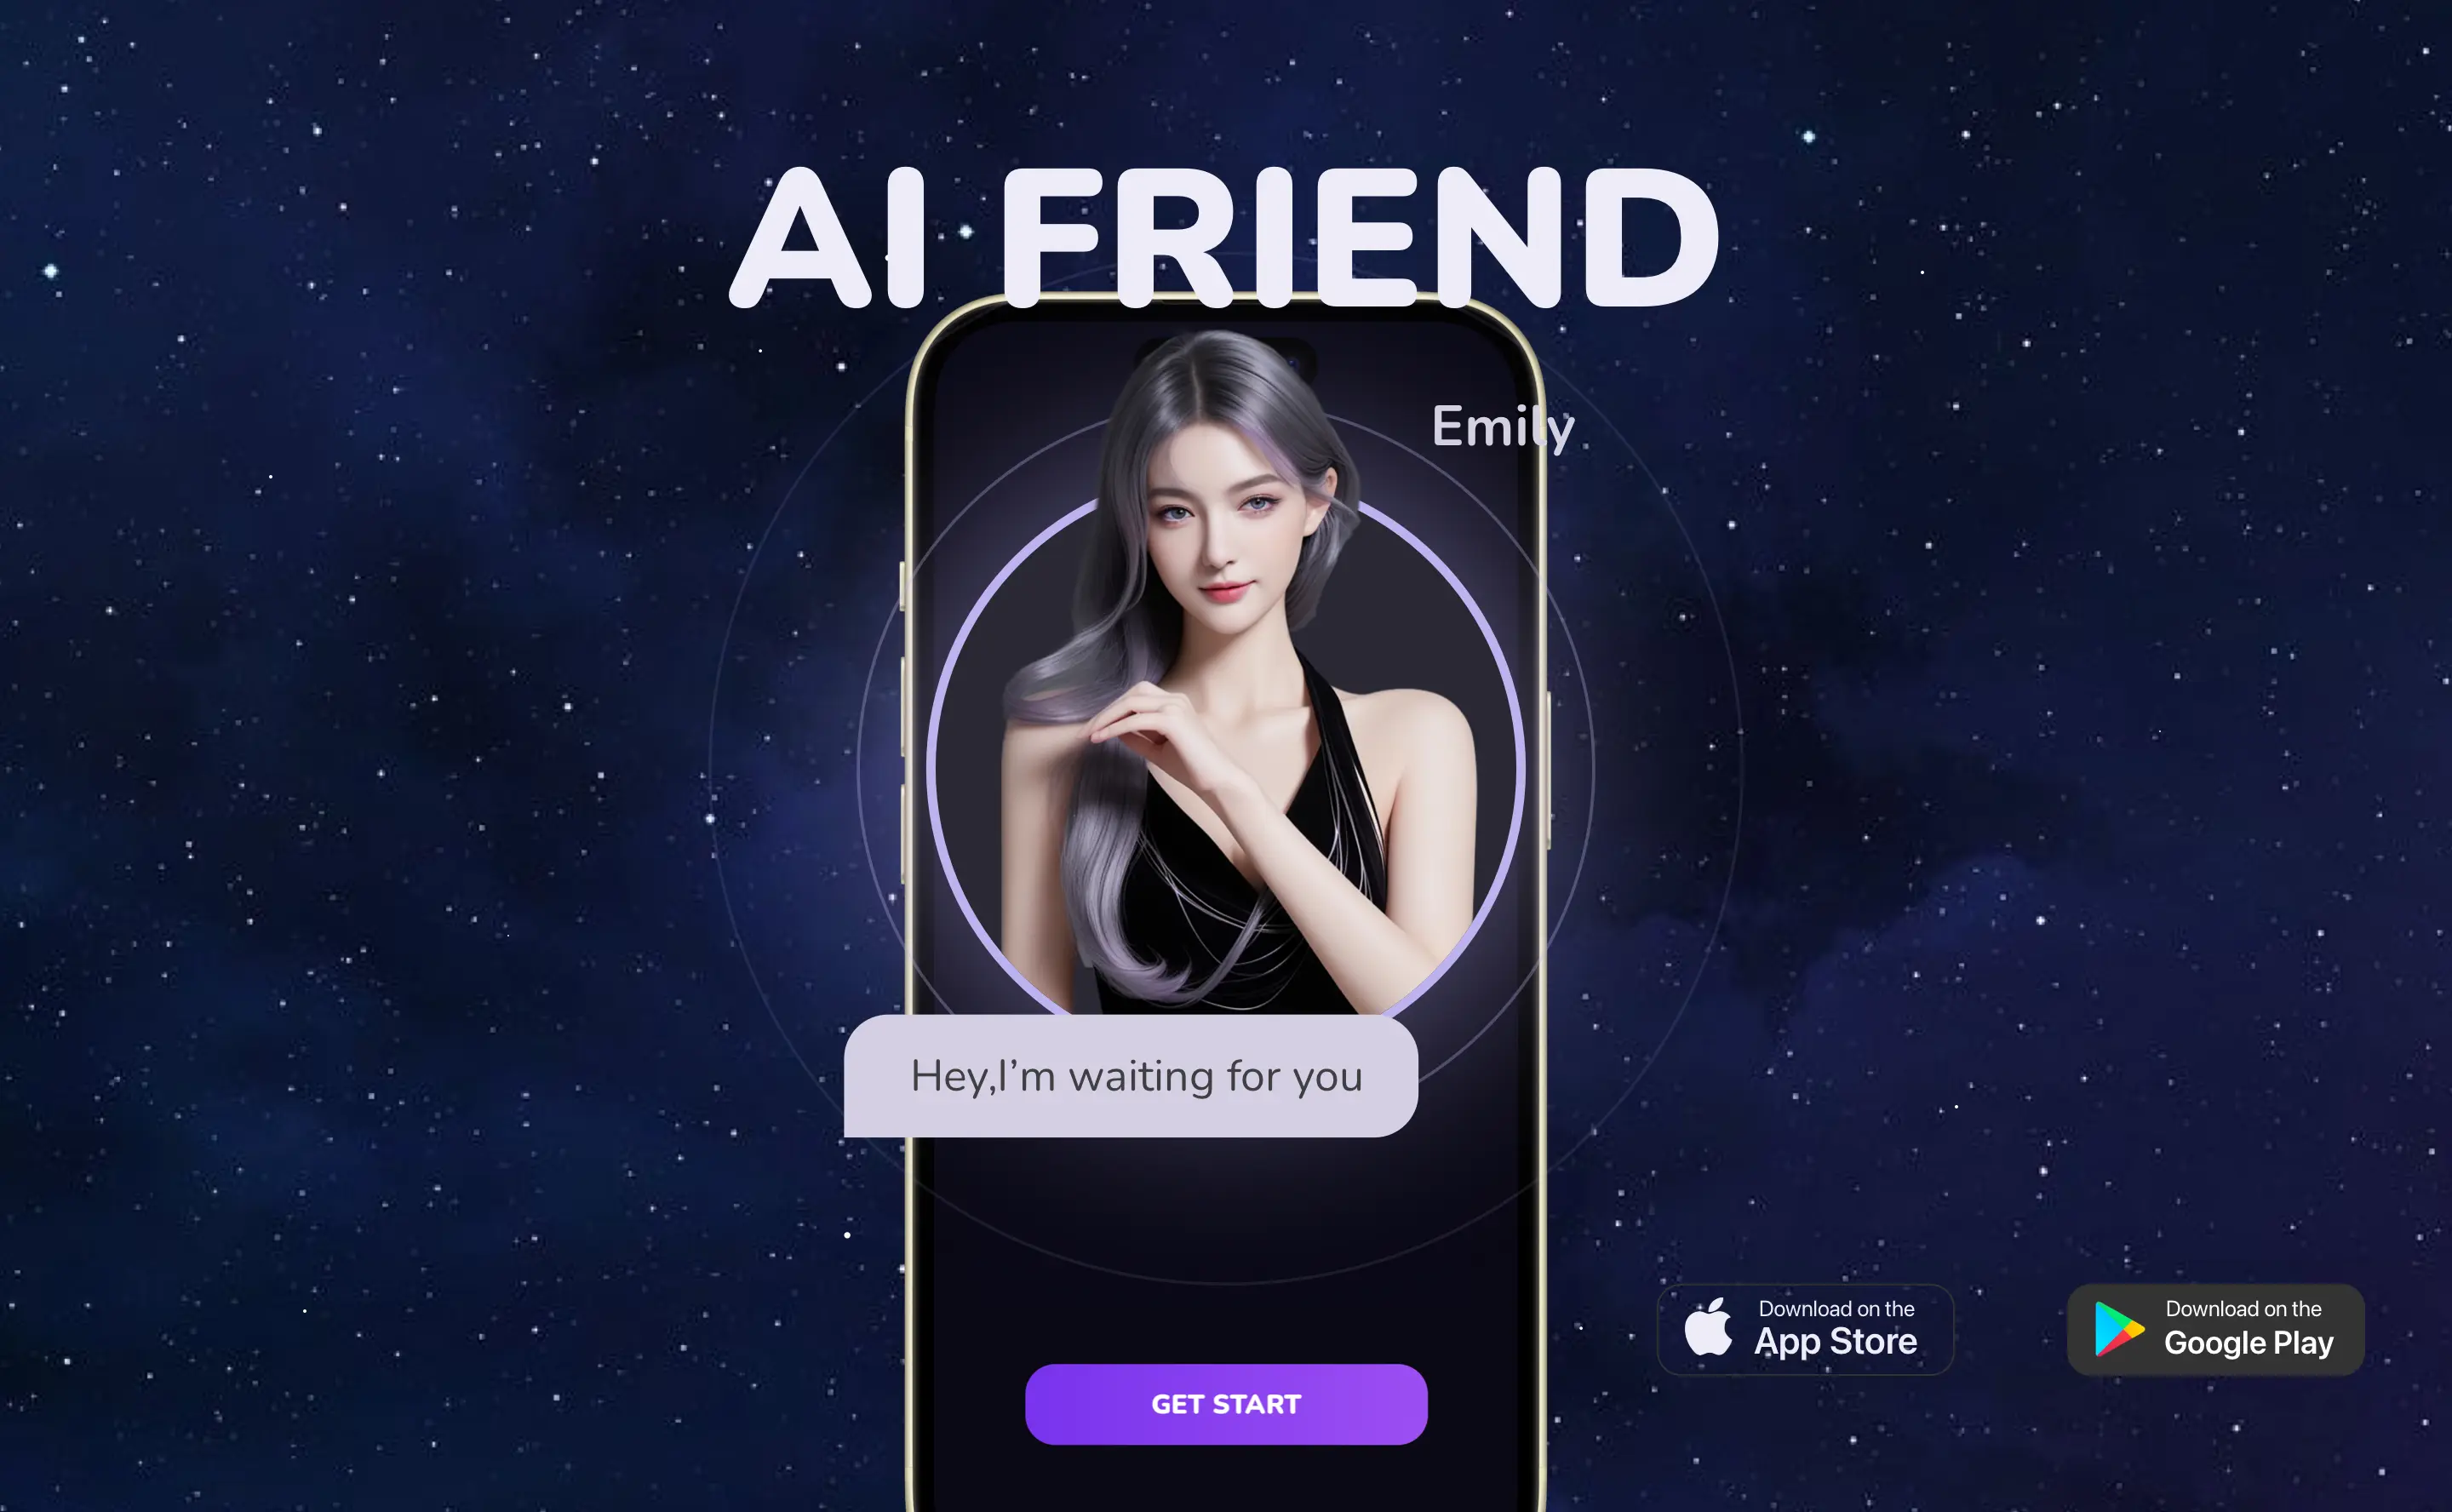 AI FRIEND
Emily
Hey,I’m waiting for you
Download on the
App Store
Download on the
Google Play
GET START